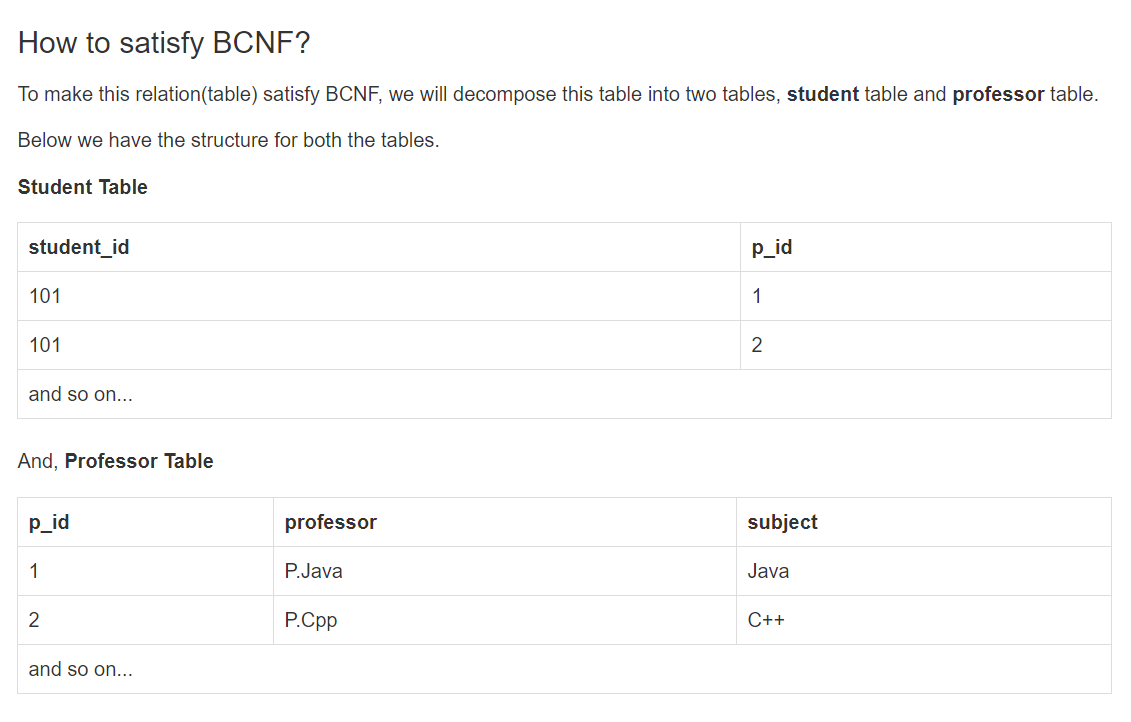 How to satisfy BCNF?
To make this relation(table) satisfy BCNF, we will decompose this table into two tables, student table and professor table.
Below we have the structure for both the tables.
Student Table
student_id p_id
101 1
101 2
and so on...
And, Professor Table
p_id professor subject
1 P.Java Java
2 P.Cpp C++
and so on...